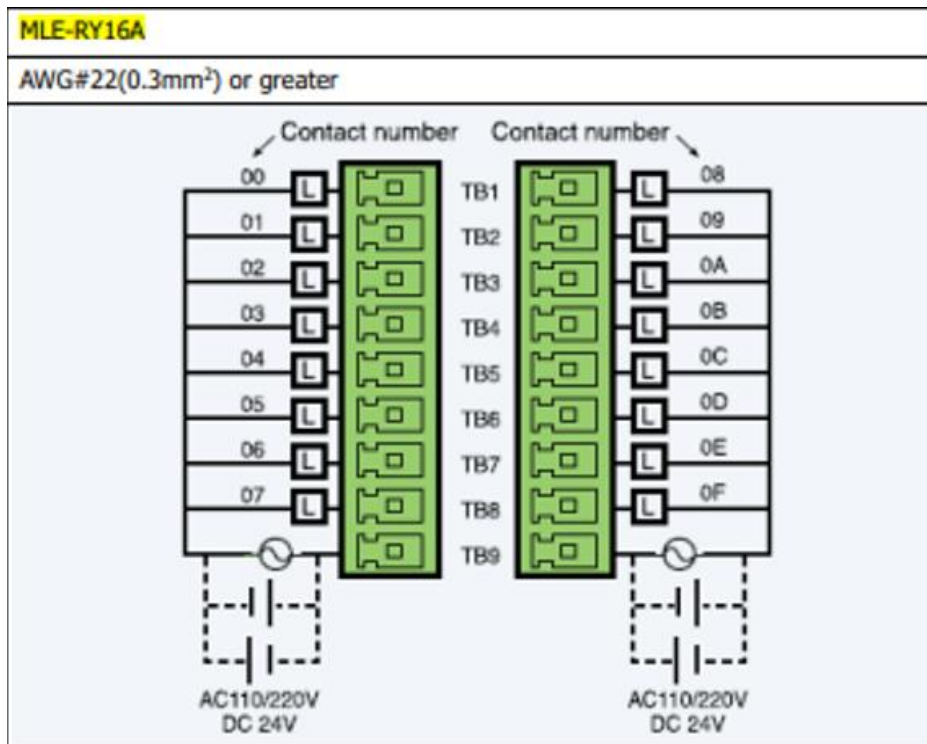 MLE-RY16A
AWG#22(0.3mm²) or greater
Contact number Contact number
00 L TB1 L 08
01 L TB2 L 09
02 L TB3 L 0A
03 L TB4 L 0B
04 L TB5 L 0C
05 L TB6 L 0D
06 L TB7 L 0E
07 L TB8 L 0F
TB9
AC110/220V AC110/220V
DC 24V DC 24V